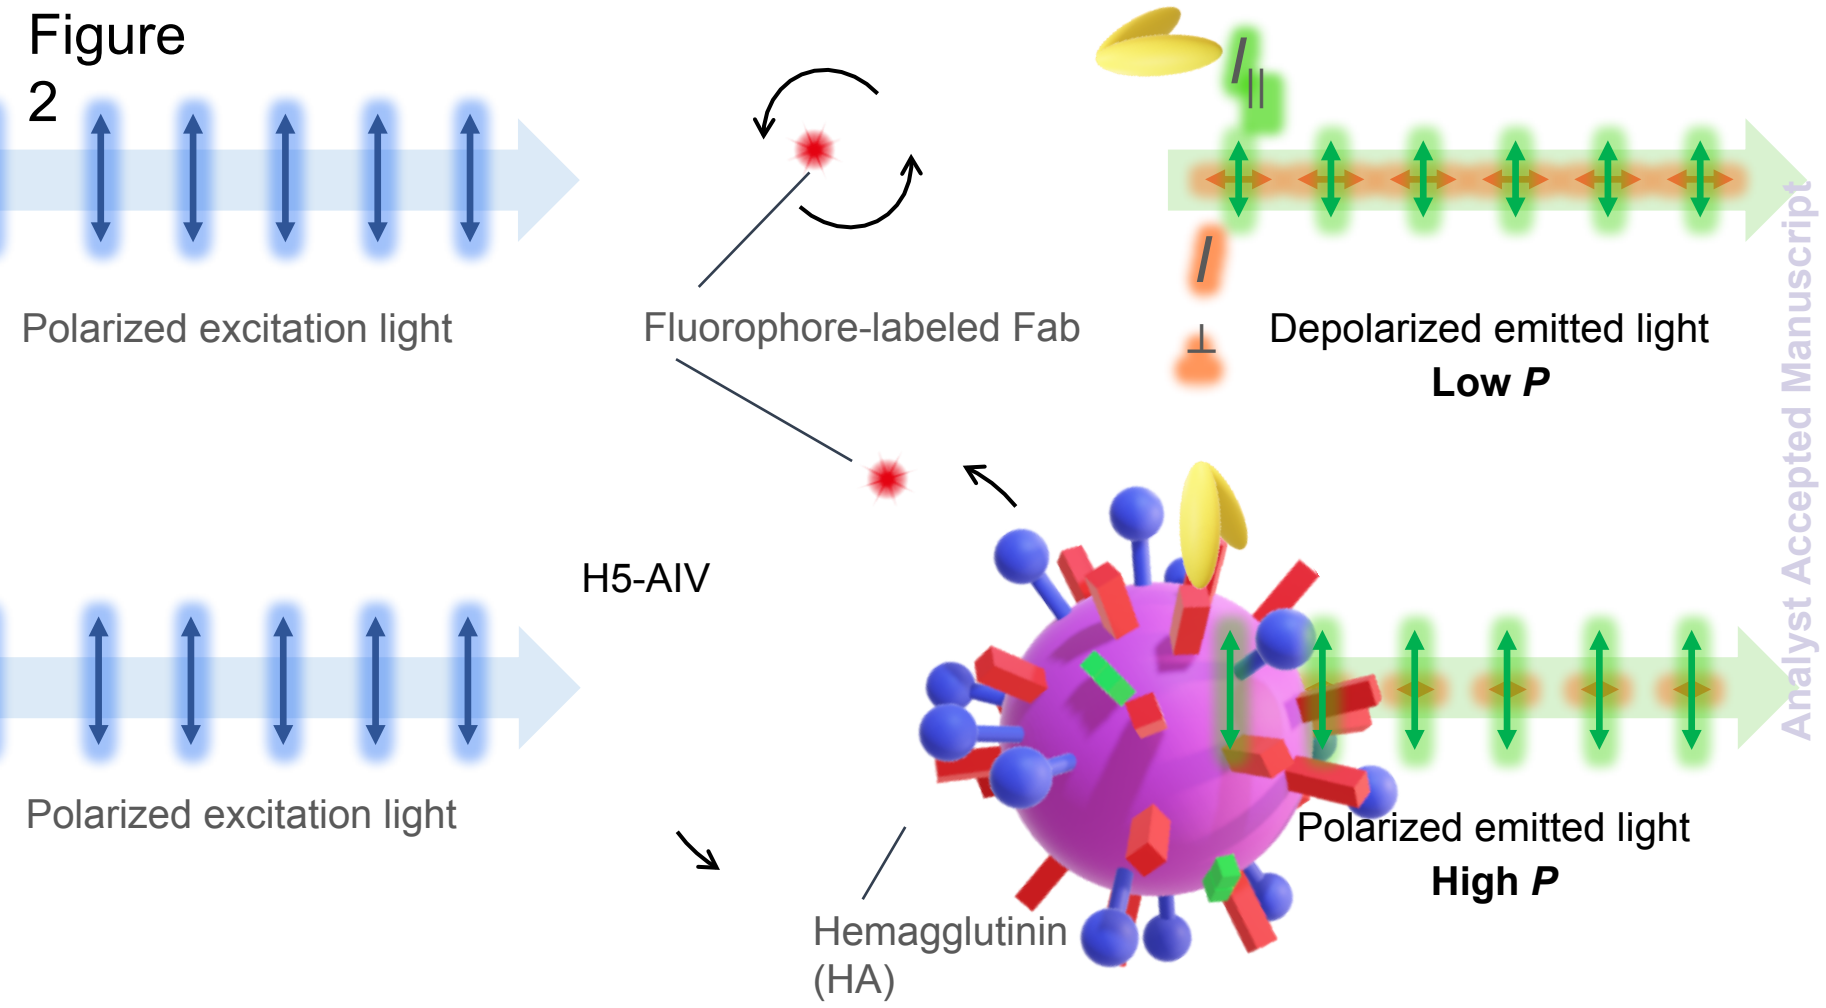 Figure
2
I
||
Polarized excitation light
Fluorophore-labeled Fab
I
⊥
Depolarized emitted light
Low P
H5-AIV
Polarized excitation light
Polarized emitted light
High P
Hemagglutinin
(HA)
Analyst Accepted Manuscript